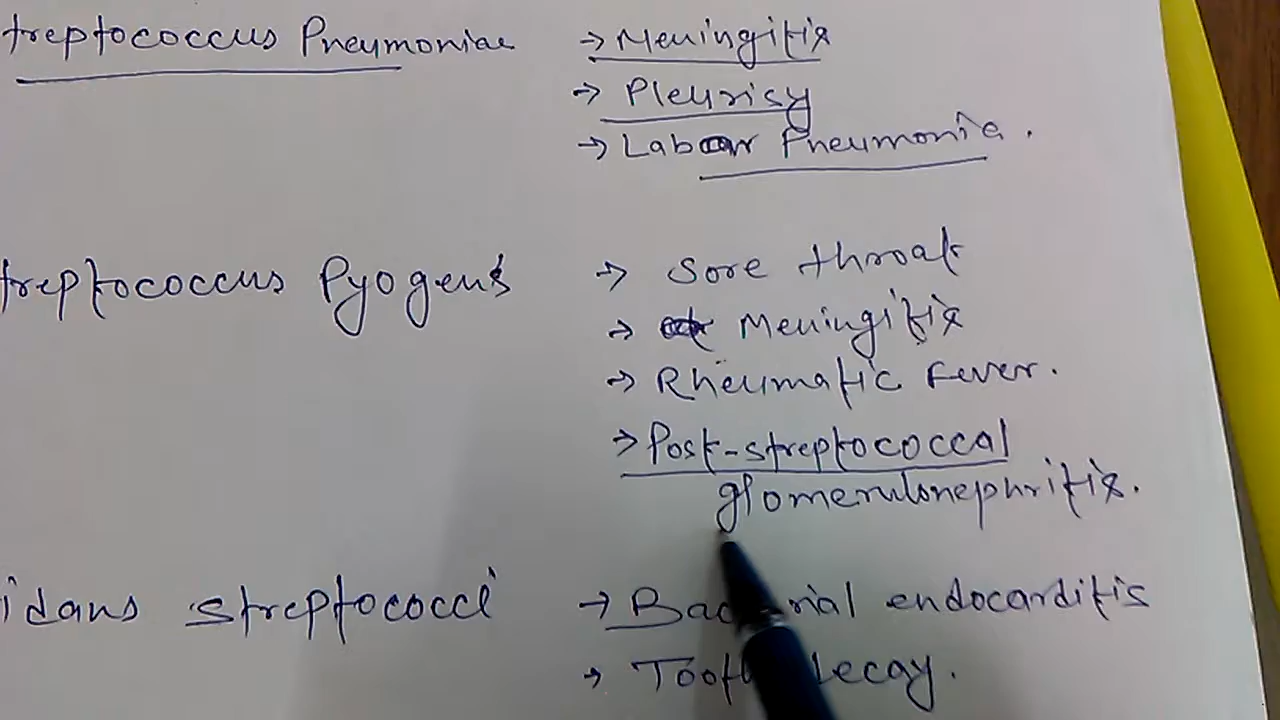 treptococcus Pneumoniae → Meningitis
→ Pleurisy
→ Labar Pneumonia.
treptococcus Pyogens → Sore throat
→ Meningitis
→ Rheumatic Fever.
→ Post-streptococcal
glomerulonephritis.
idans streptococci → Bacterial endocarditis
→ Tooth decay.